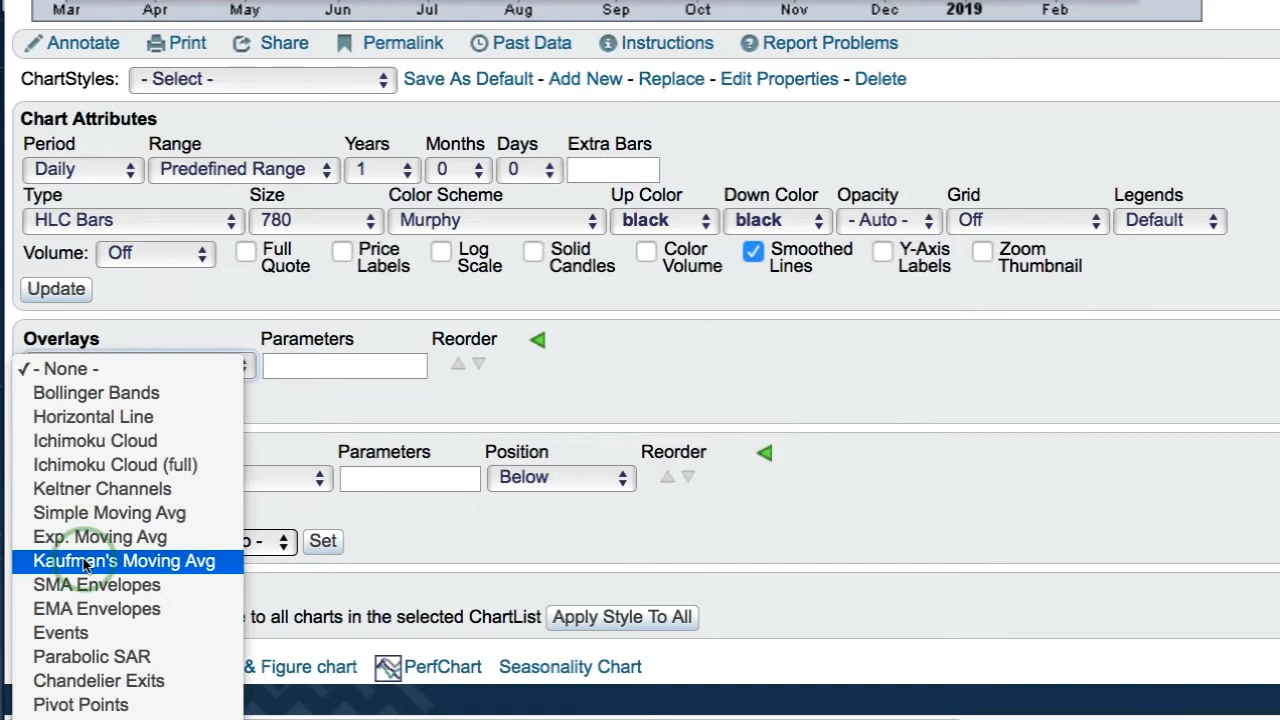 Mar Apr May Jun Jul Aug Sep Oct Nov Dec 2019 Feb
Annotate Print Share Permalink Past Data Instructions Report Problems
ChartStyles: - Select - Save As Default - Add New - Replace - Edit Properties - Delete
Chart Attributes
Period Range Years Months Days Extra Bars
Daily Predefined Range 1 0 0
Type Size Color Scheme Up Color Down Color Opacity Grid Legends
HLC Bars 780 Murphy black black - Auto - Off Default
Volume: Off Full Quote Price Labels Log Scale Solid Candles Color Volume Smoothed Lines Y-Axis Labels Zoom Thumbnail
Update
Overlays Parameters Reorder
✓ - None -
Bollinger Bands
Horizontal Line
Ichimoku Cloud
Parameters Position Reorder
Ichimoku Cloud (full)
Below
Keltner Channels
Simple Moving Avg
Exp. Moving Avg
Set
Kaufman's Moving Avg
SMA Envelopes
EMA Envelopes
to all charts in the selected ChartList Apply Style To All
Events
Parabolic SAR
& Figure chart PerfChart Seasonality Chart
Chandelier Exits
Pivot Points